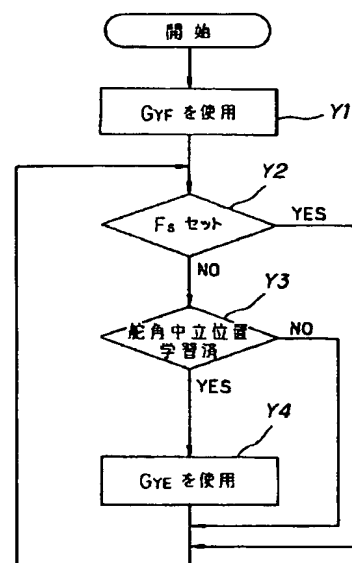 開始
GYF を使用
Y1
Y2
Fs セット
YES
NO
Y3
舵角中立位置
学習済
NO
YES
Y4
GYE を使用